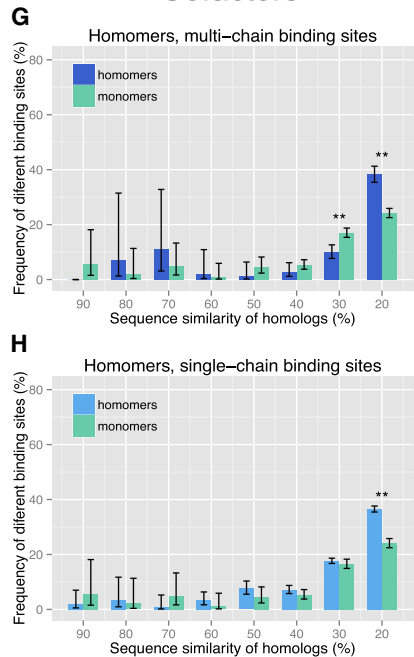 G
Homomers, multi−chain binding sites
Frequency of diferent binding sites (%)
80
60
40
20
0
homomers
monomers
**
**
90 80 70 60 50 40 30 20
Sequence similarity of homologs (%)
H
Homomers, single−chain binding sites
Frequency of diferent binding sites (%)
80
60
40
20
0
homomers
monomers
**
90 80 70 60 50 40 30 20
Sequence similarity of homologs (%)